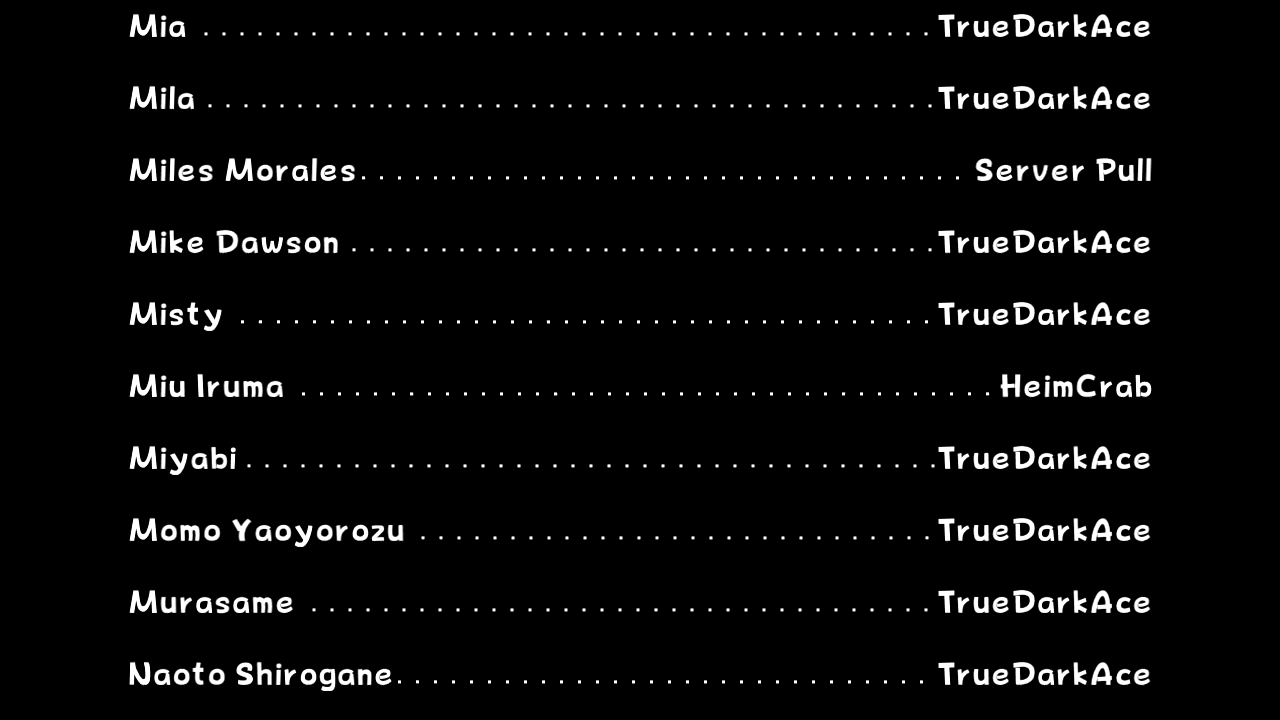 Mia . . . . . . . . . . . . . . . . . . . . . . . . . . . . . . . . . . . . . . . . . TrueDarkAce
Mila . . . . . . . . . . . . . . . . . . . . . . . . . . . . . . . . . . . . . . . . . TrueDarkAce
Miles Morales. . . . . . . . . . . . . . . . . . . . . . . . . . . . . . . . . . Server Pull
Mike Dawson . . . . . . . . . . . . . . . . . . . . . . . . . . . . . . . . . TrueDarkAce
Misty . . . . . . . . . . . . . . . . . . . . . . . . . . . . . . . . . . . . . . . TrueDarkAce
Miu Iruma . . . . . . . . . . . . . . . . . . . . . . . . . . . . . . . . . . . . . . . HeimCrab
Miyabi . . . . . . . . . . . . . . . . . . . . . . . . . . . . . . . . . . . . . . . TrueDarkAce
Momo Yaoyorozu . . . . . . . . . . . . . . . . . . . . . . . . . . . . . TrueDarkAce
Murasame . . . . . . . . . . . . . . . . . . . . . . . . . . . . . . . . . . . TrueDarkAce
Naoto Shirogane. . . . . . . . . . . . . . . . . . . . . . . . . . . . . . TrueDarkAce